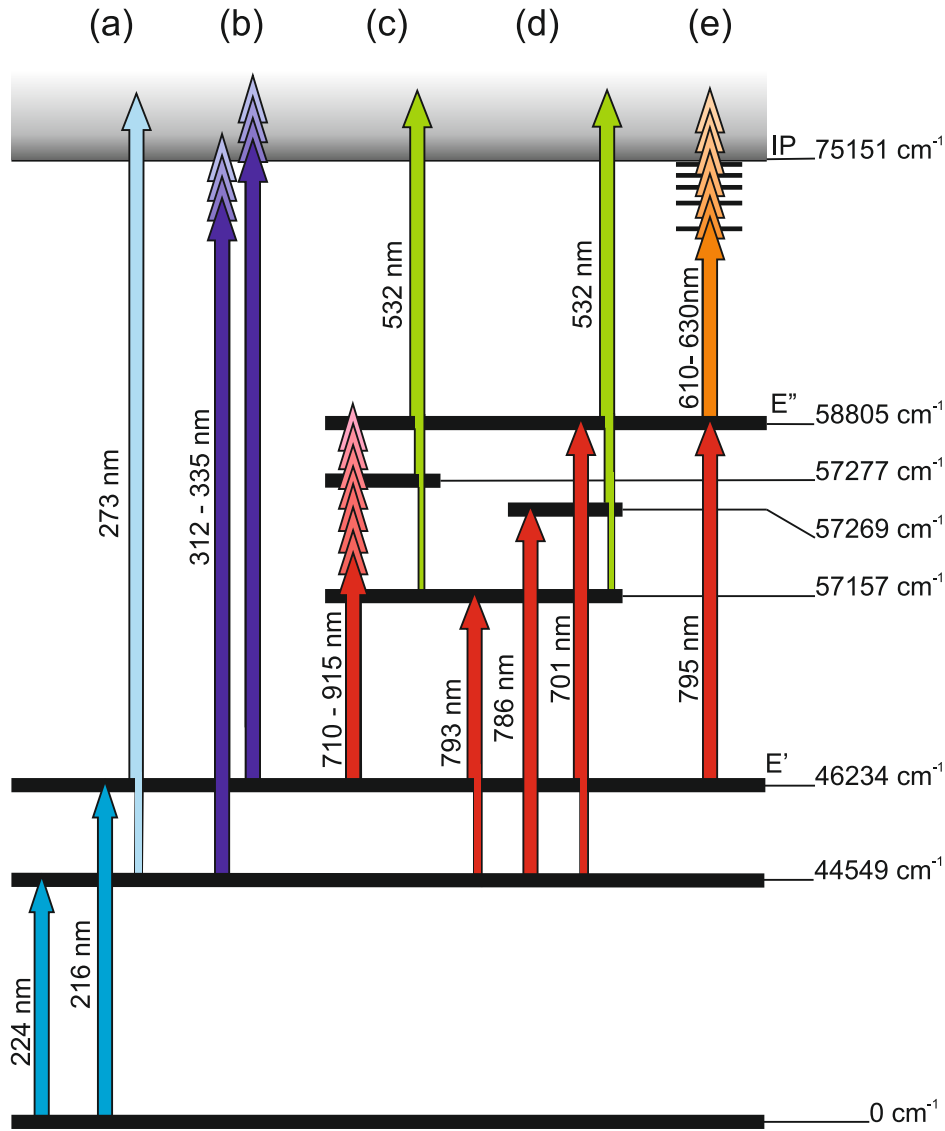 (a)
(b)
(c)
(d)
(e)
IP
75151 cm⁻¹
273 nm
312 - 335 nm
532 nm
532 nm
610- 630nm
E”
58805 cm⁻¹
57277 cm⁻¹
57269 cm⁻¹
57157 cm⁻¹
710 - 915 nm
793 nm
786 nm
701 nm
795 nm
E'
46234 cm⁻¹
44549 cm⁻¹
224 nm
216 nm
0 cm⁻¹